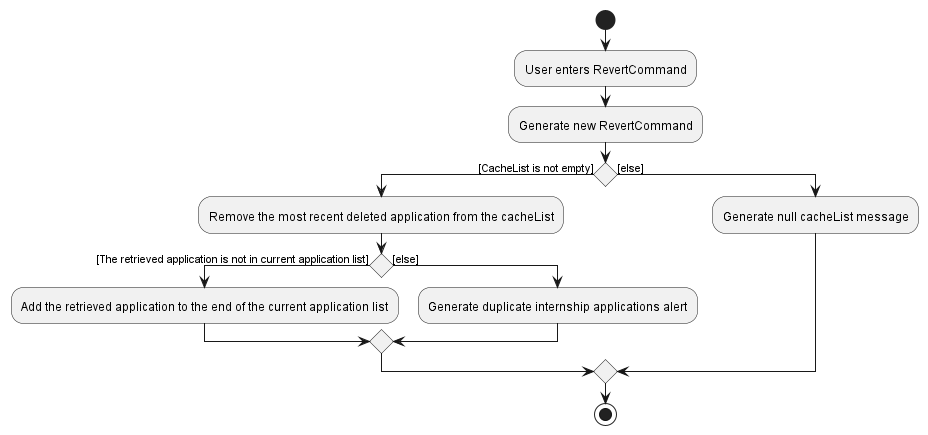 User enters RevertCommand
Generate new RevertCommand
[CacheList is not empty]
[else]
Remove the most recent deleted application from the cacheList
Generate null cacheList message
[The retrieved application is not in current application list]
[else]
Add the retrieved application to the end of the current application list
Generate duplicate internship applications alert